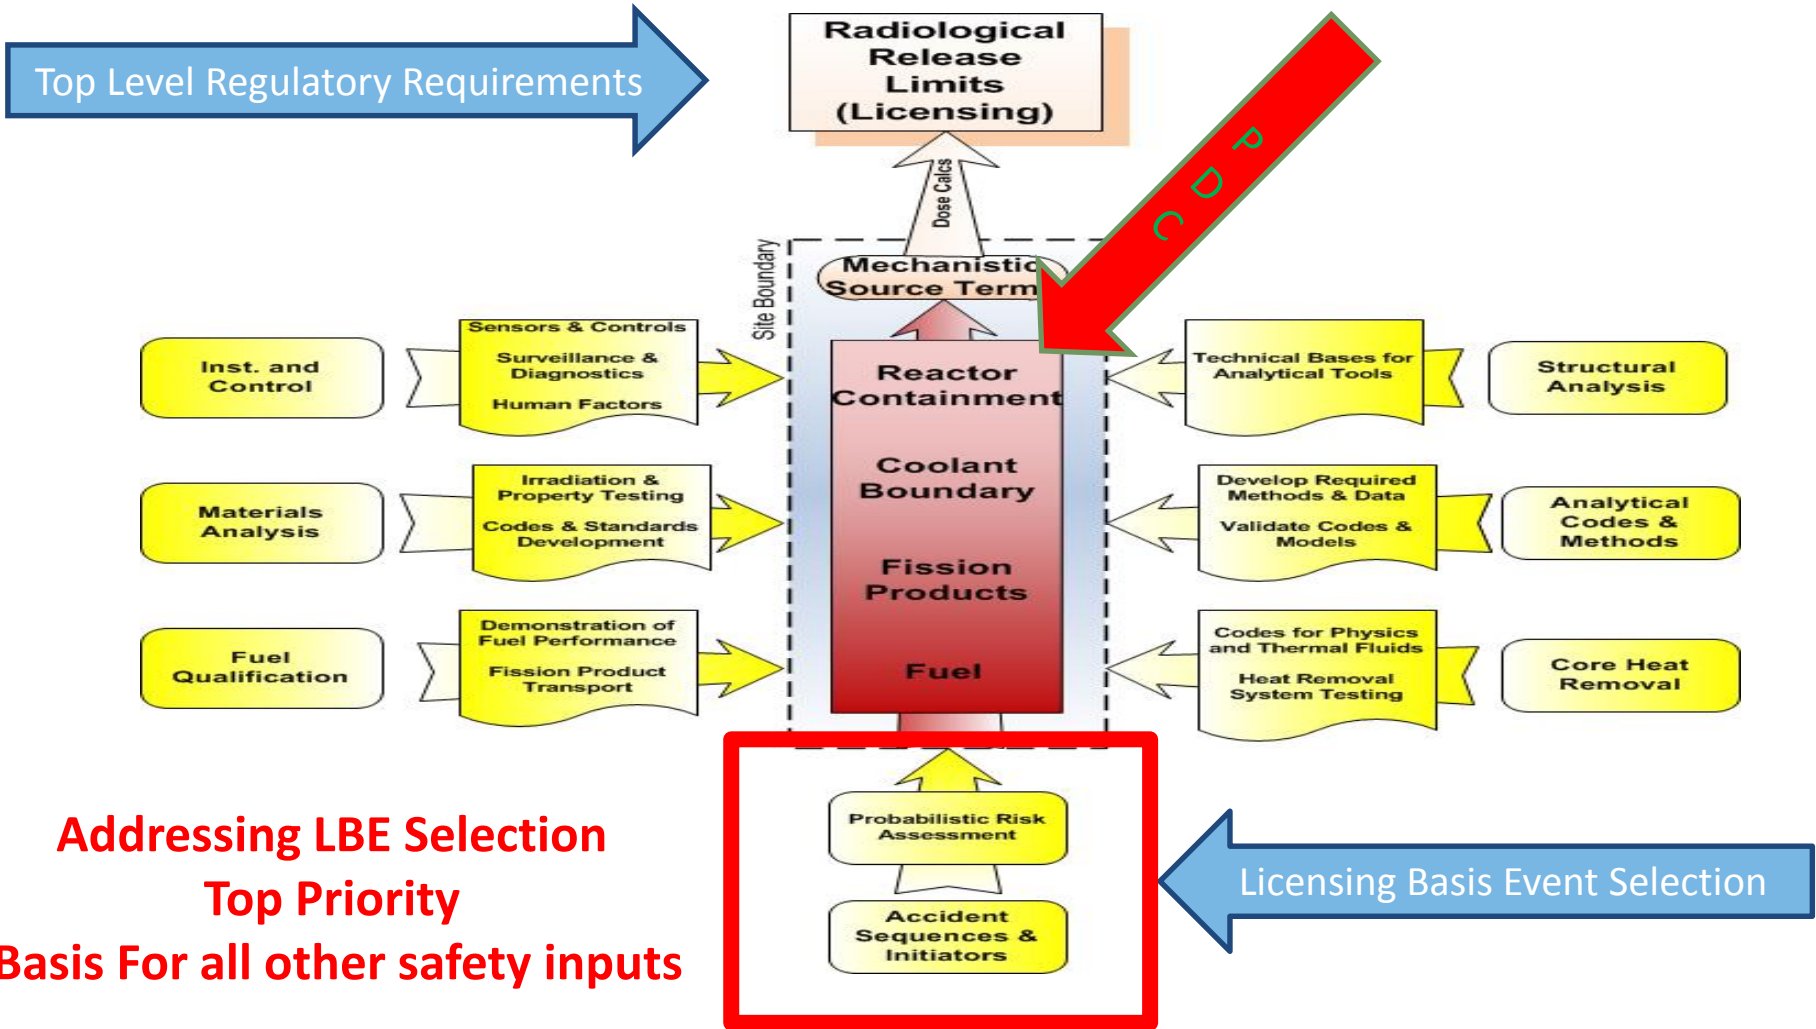 Top Level Regulatory Requirements
Radiological
Release
Limits
(Licensing)
P D C
Dose Calcs
Site Boundary
Mechanistic
Source Term
Inst. and
Control
Sensors & Controls
Surveillance &
Diagnostics
Human Factors
Reactor
Containment
Coolant
Boundary
Fission
Products
Fuel
Technical Bases for
Analytical Tools
Structural
Analysis
Materials
Analysis
Irradiation &
Property Testing
Codes & Standards
Development
Develop Required
Methods & Data
Validate Codes &
Models
Analytical
Codes &
Methods
Fuel
Qualification
Demonstration of
Fuel Performance
Fission Product
Transport
Codes for Physics
and Thermal Fluids
Heat Removal
System Testing
Core Heat
Removal
Probabilistic Risk
Assessment
Accident
Sequences &
Initiators
Licensing Basis Event Selection
Addressing LBE Selection
Top Priority
Basis For all other safety inputs